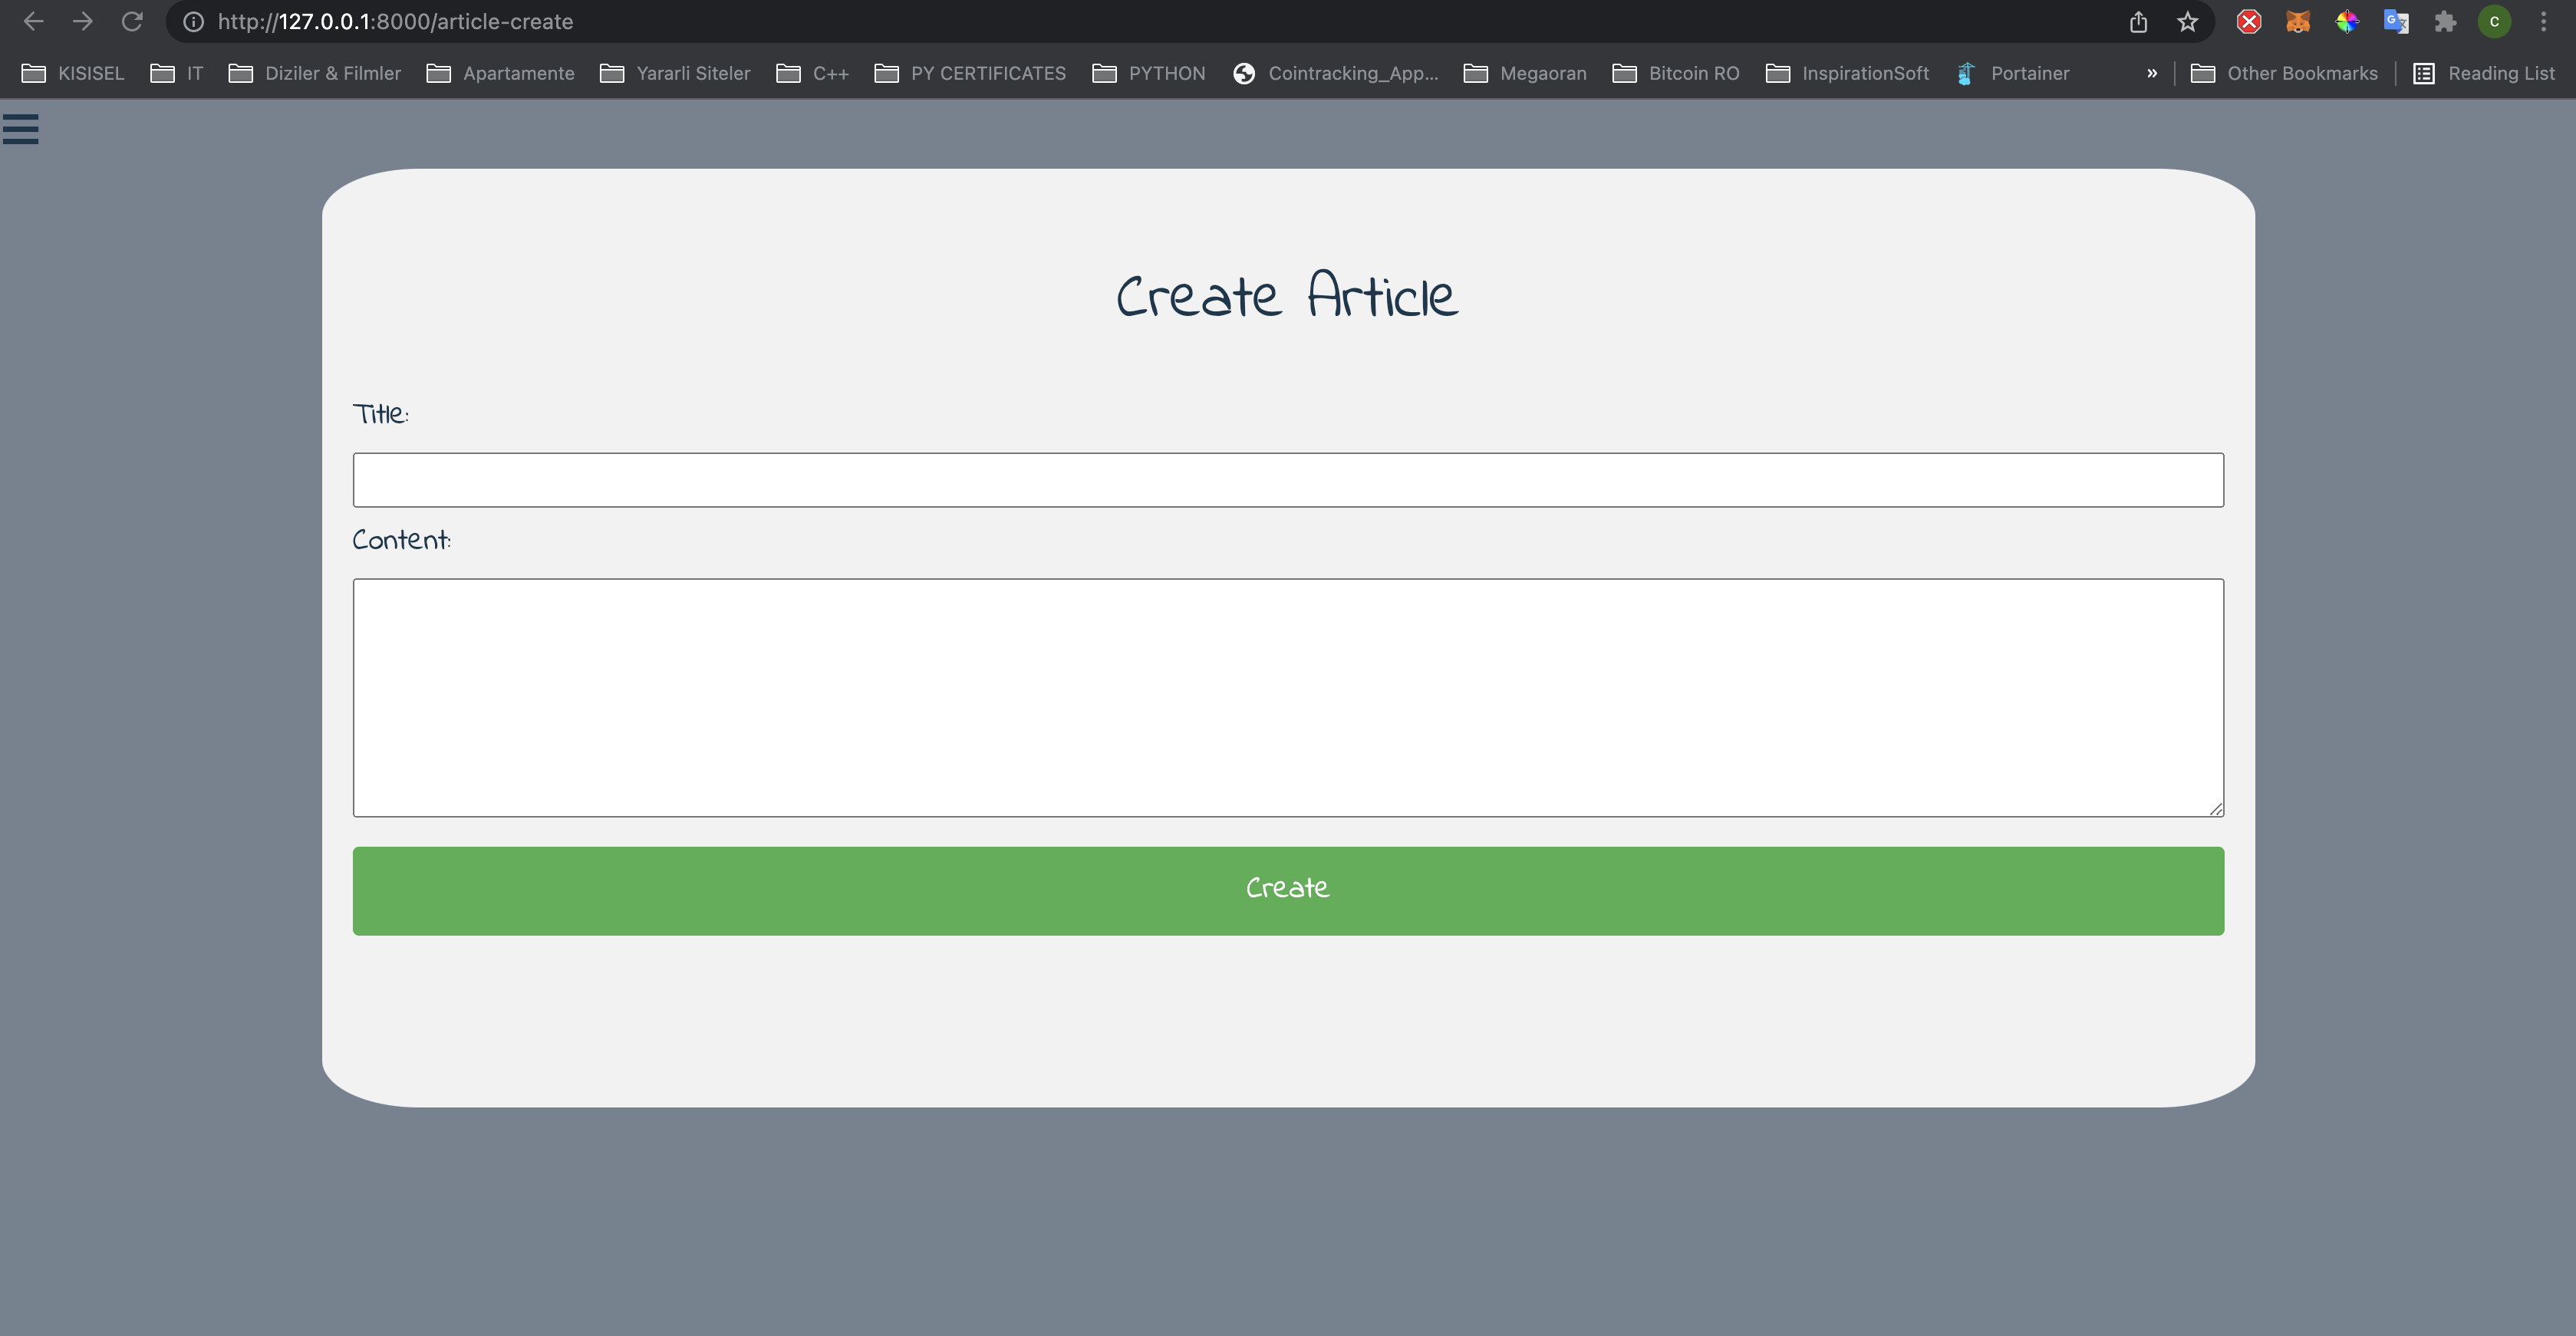 http://127.0.0.1:8000/article-create
C
KISISEL IT Diziler & Filmler Apartamente Yararli Siteler C++ PY CERTIFICATES PYTHON Cointracking_App... Megaoran Bitcoin RO InspirationSoft Portainer » Other Bookmarks Reading List
Create Article
Title:
Content:
Create